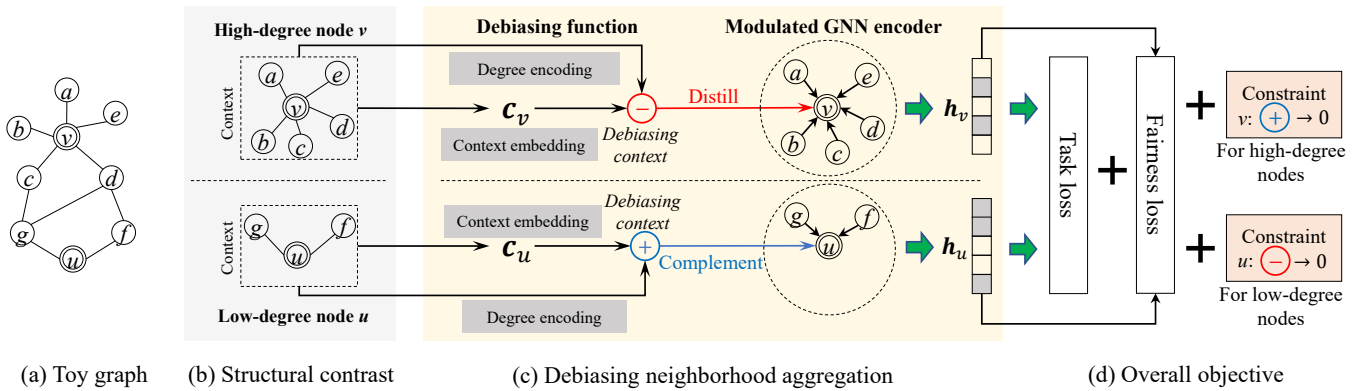 a
b
e
v
c
d
g
f
u
(a) Toy graph
High-degree node v
Context
a
e
v
b
c
d
Context
g
f
u
Low-degree node u
(b) Structural contrast
Debiasing function
Modulated GNN encoder
Degree encoding
c_v
−
Distill
Context embedding
Debiasing
context
a
e
v
b
c
d
h_v
Context embedding
Debiasing
context
c_u
+
Complement
Degree encoding
g
f
u
h_u
(c) Debiasing neighborhood aggregation
Task loss
+
Fairness loss
+
Constraint
v: + → 0
For high-degree
nodes
+
Constraint
u: − → 0
For low-degree
nodes
(d) Overall objective